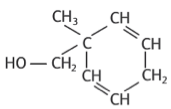 CH₃ CH
C CH
HO — CH₂ CH CH₂
CH